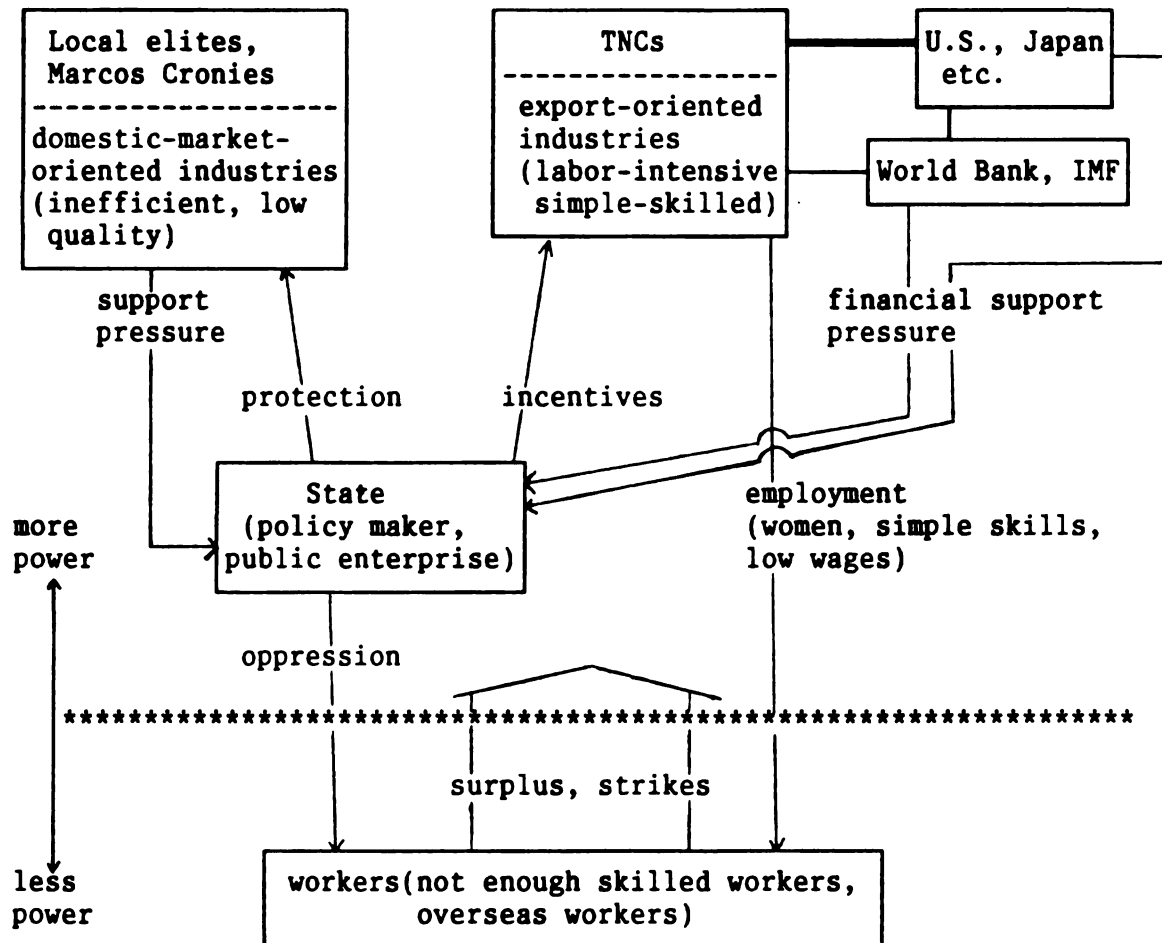 Local elites,
Marcos Cronies
domestic-market-
oriented industries
(inefficient, low
quality)
TNCs
export-oriented
industries
(labor-intensive
simple-skilled)
U.S., Japan
etc.
World Bank, IMF
support
pressure
financial support
pressure
protection
incentives
State
(policy maker,
public enterprise)
employment
(women, simple skills,
low wages)
more
power
oppression
*******************************************************************
surplus, strikes
less
power
workers(not enough skilled workers,
overseas workers)